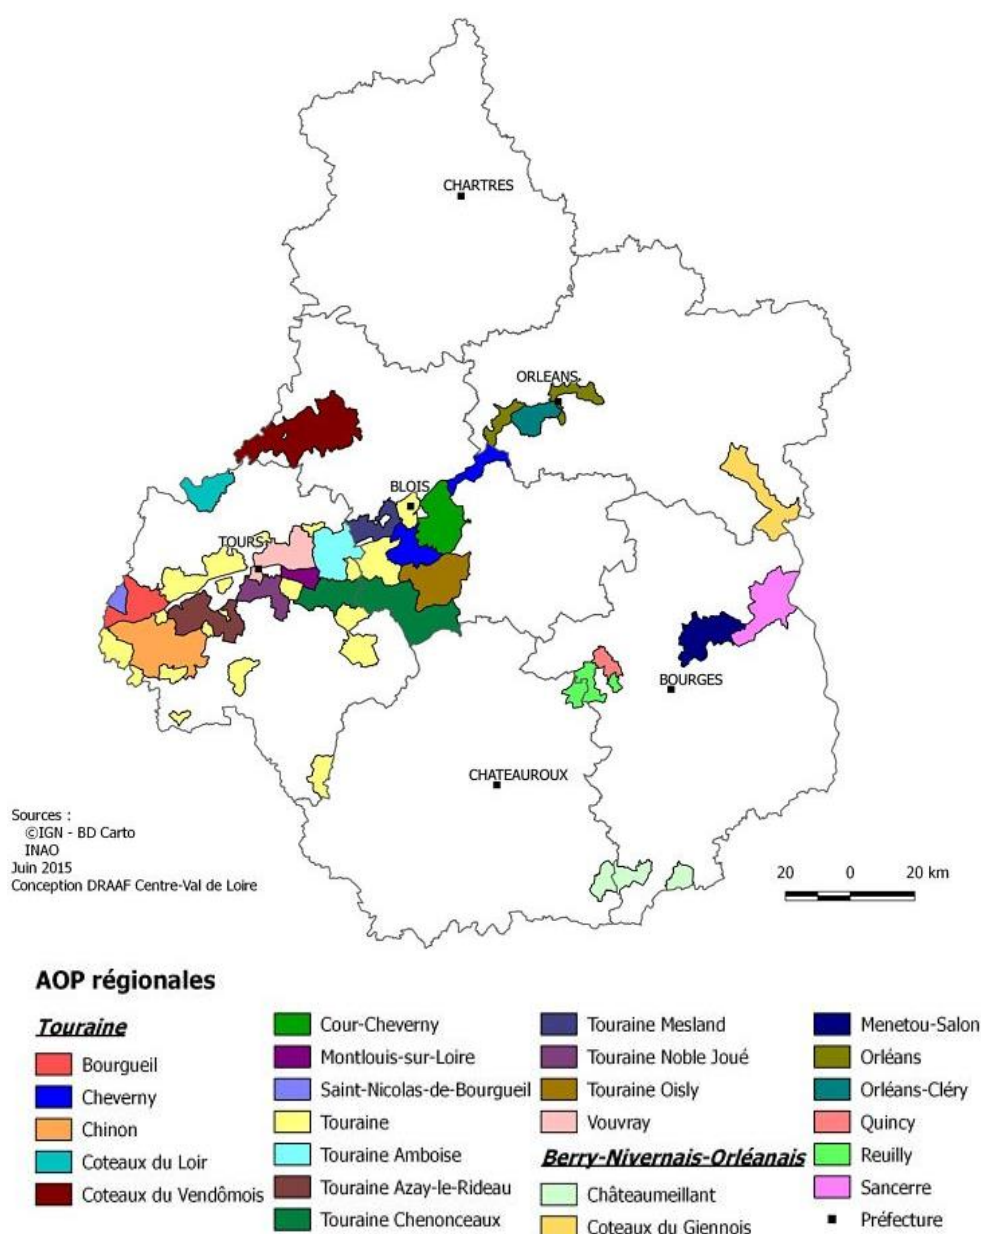 CHARTRES
ORLEANS
BLOIS
TOURS
BOURGES
CHATEAUROUX
Sources :
©IGN - BD Carto
INAO
Juin 2015
Conception DRAAF Centre-Val de Loire
20 0 20 km
AOP régionales
Touraine
Bourgueil
Cheverny
Chinon
Coteaux du Loir
Coteaux du Vendômois
Cour-Cheverny
Montlouis-sur-Loire
Saint-Nicolas-de-Bourgueil
Touraine
Touraine Amboise
Touraine Azay-le-Rideau
Touraine Chenonceaux
Touraine Mesland
Touraine Noble Joué
Touraine Oisly
Vouvray
Berry-Nivernais-Orléanais
Châteaumeillant
Coteaux du Giennois
Menetou-Salon
Orléans
Orléans-Cléry
Quincy
Reuilly
Sancerre
Préfecture